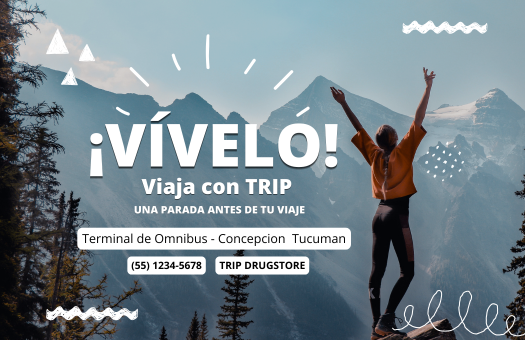 ¡VÍVELO!
Viaja con TRIP
UNA PARADA ANTES DE TU VIAJE
Terminal de Omnibus - Concepcion  Tucuman
(55) 1234-5678 TRIP DRUGSTORE